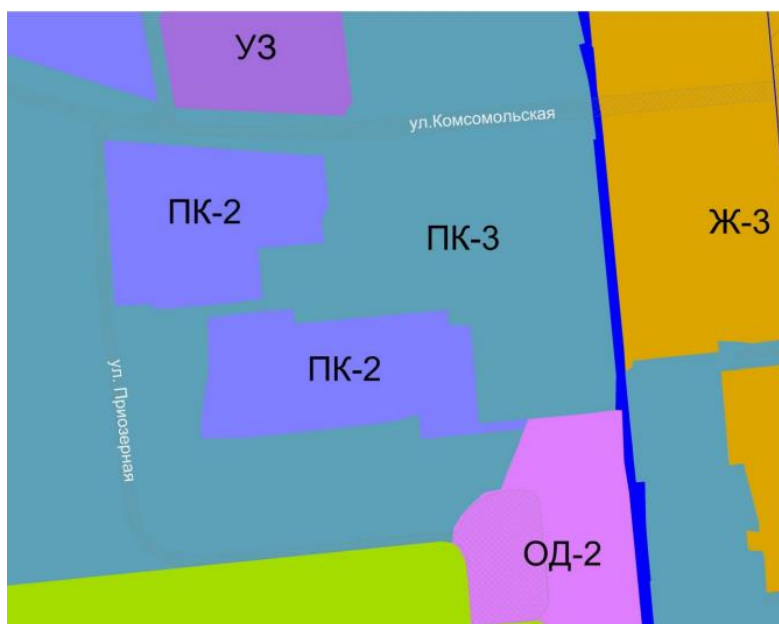 УЗ
ул.Комсомольская
ПК-2
ПК-3
Ж-3
ПК-2
ул. Приозерная
ОД-2